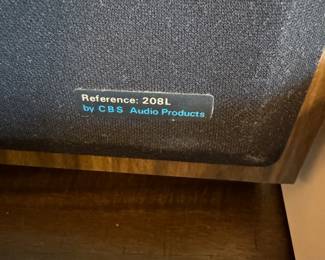 Reference: 208L
by CBS Audio Products